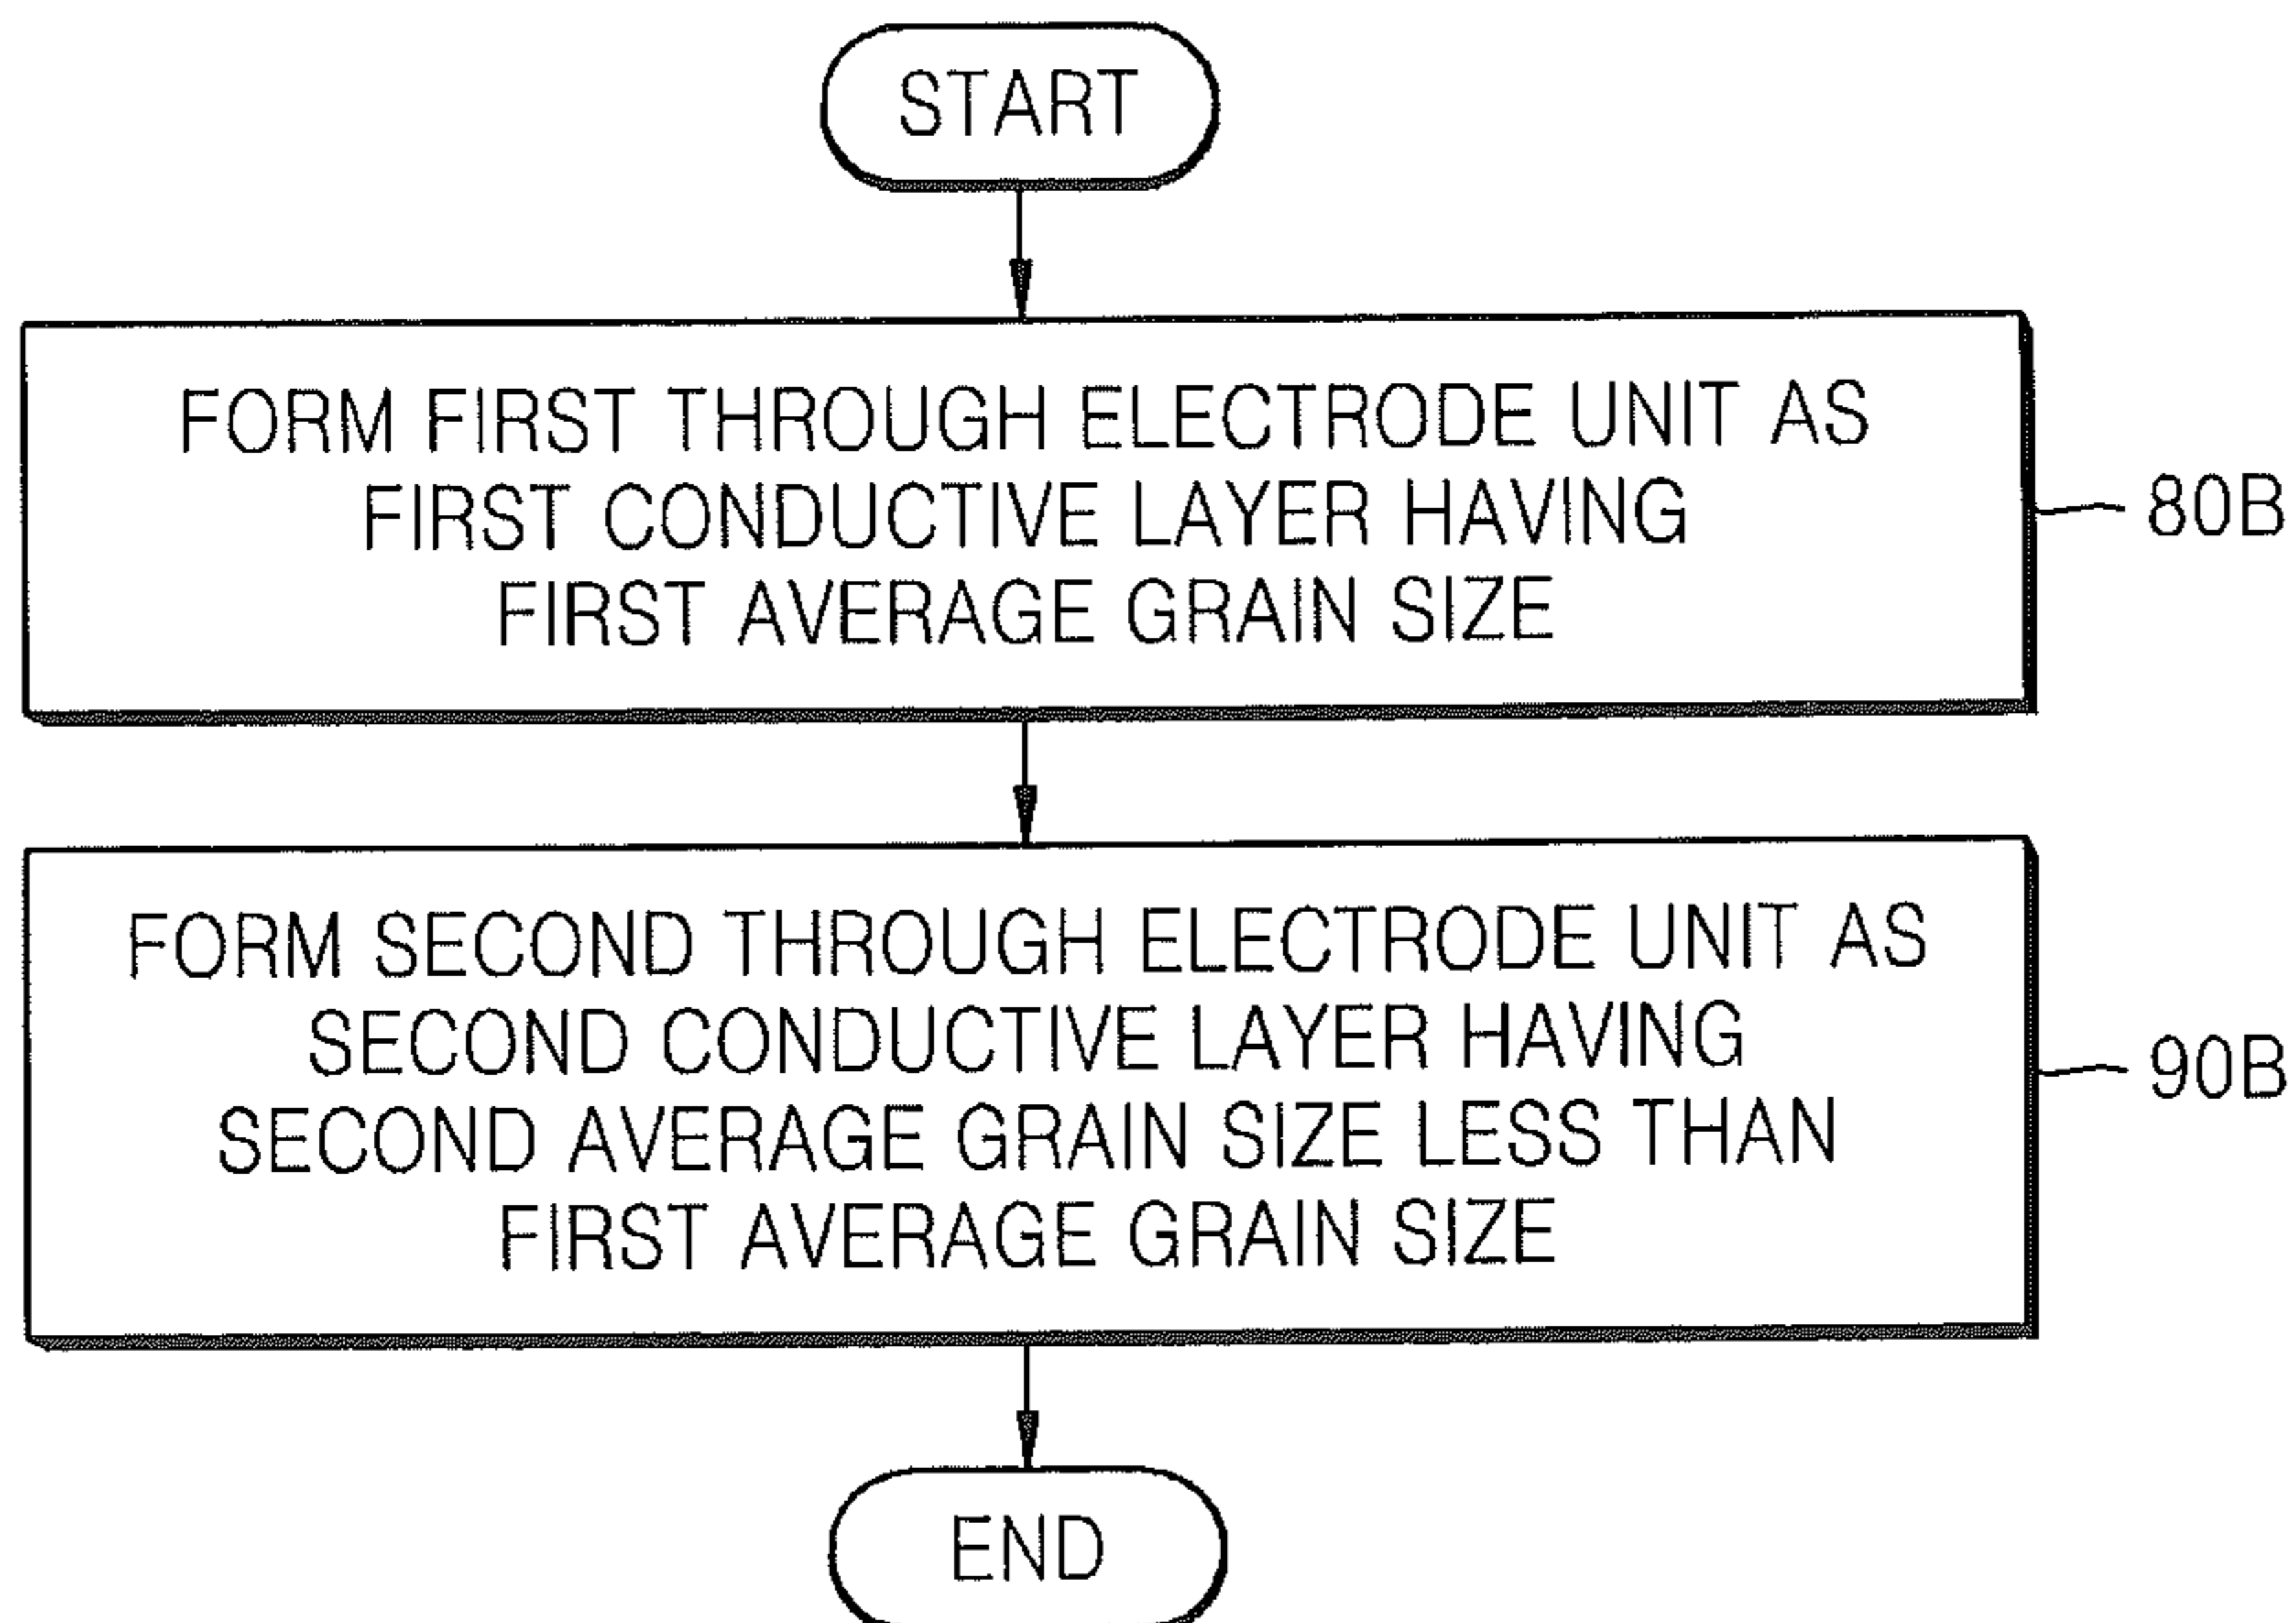 START
FORM FIRST THROUGH ELECTRODE UNIT AS
FIRST CONDUCTIVE LAYER HAVING
FIRST AVERAGE GRAIN SIZE
80B
FORM SECOND THROUGH ELECTRODE UNIT AS
SECOND CONDUCTIVE LAYER HAVING
SECOND AVERAGE GRAIN SIZE LESS THAN
FIRST AVERAGE GRAIN SIZE
90B
END